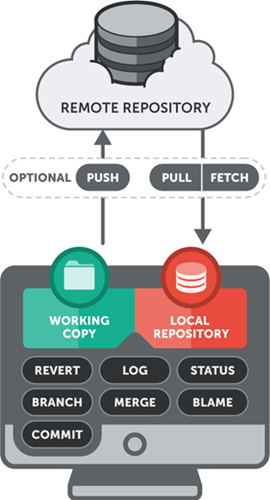 REMOTE REPOSITORY
OPTIONAL PUSH PULL FETCH
WORKING COPY
LOCAL REPOSITORY
REVERT LOG STATUS
BRANCH MERGE BLAME
COMMIT